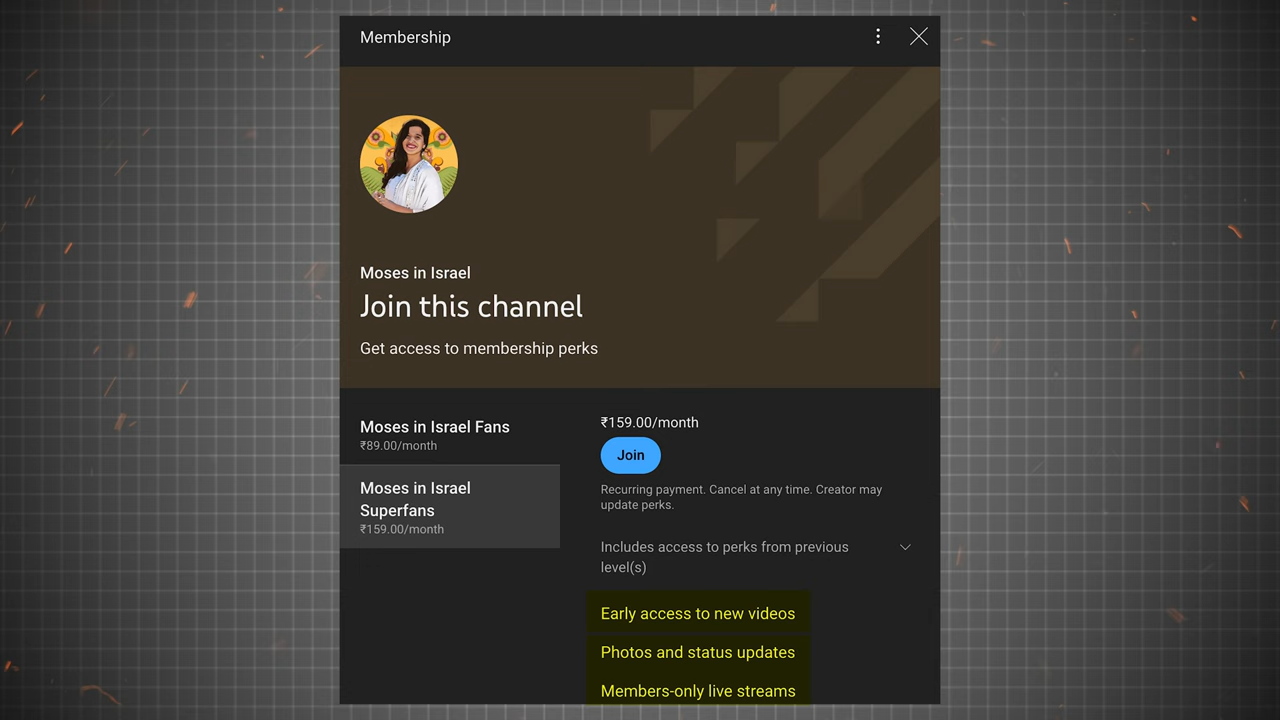 Membership
Moses in Israel
Join this channel
Get access to membership perks
Moses in Israel Fans
₹89.00/month
Moses in Israel
Superfans
₹159.00/month
₹159.00/month
Join
Recurring payment. Cancel at any time. Creator may
update perks.
Includes access to perks from previous
level(s)
Early access to new videos
Photos and status updates
Members-only live streams